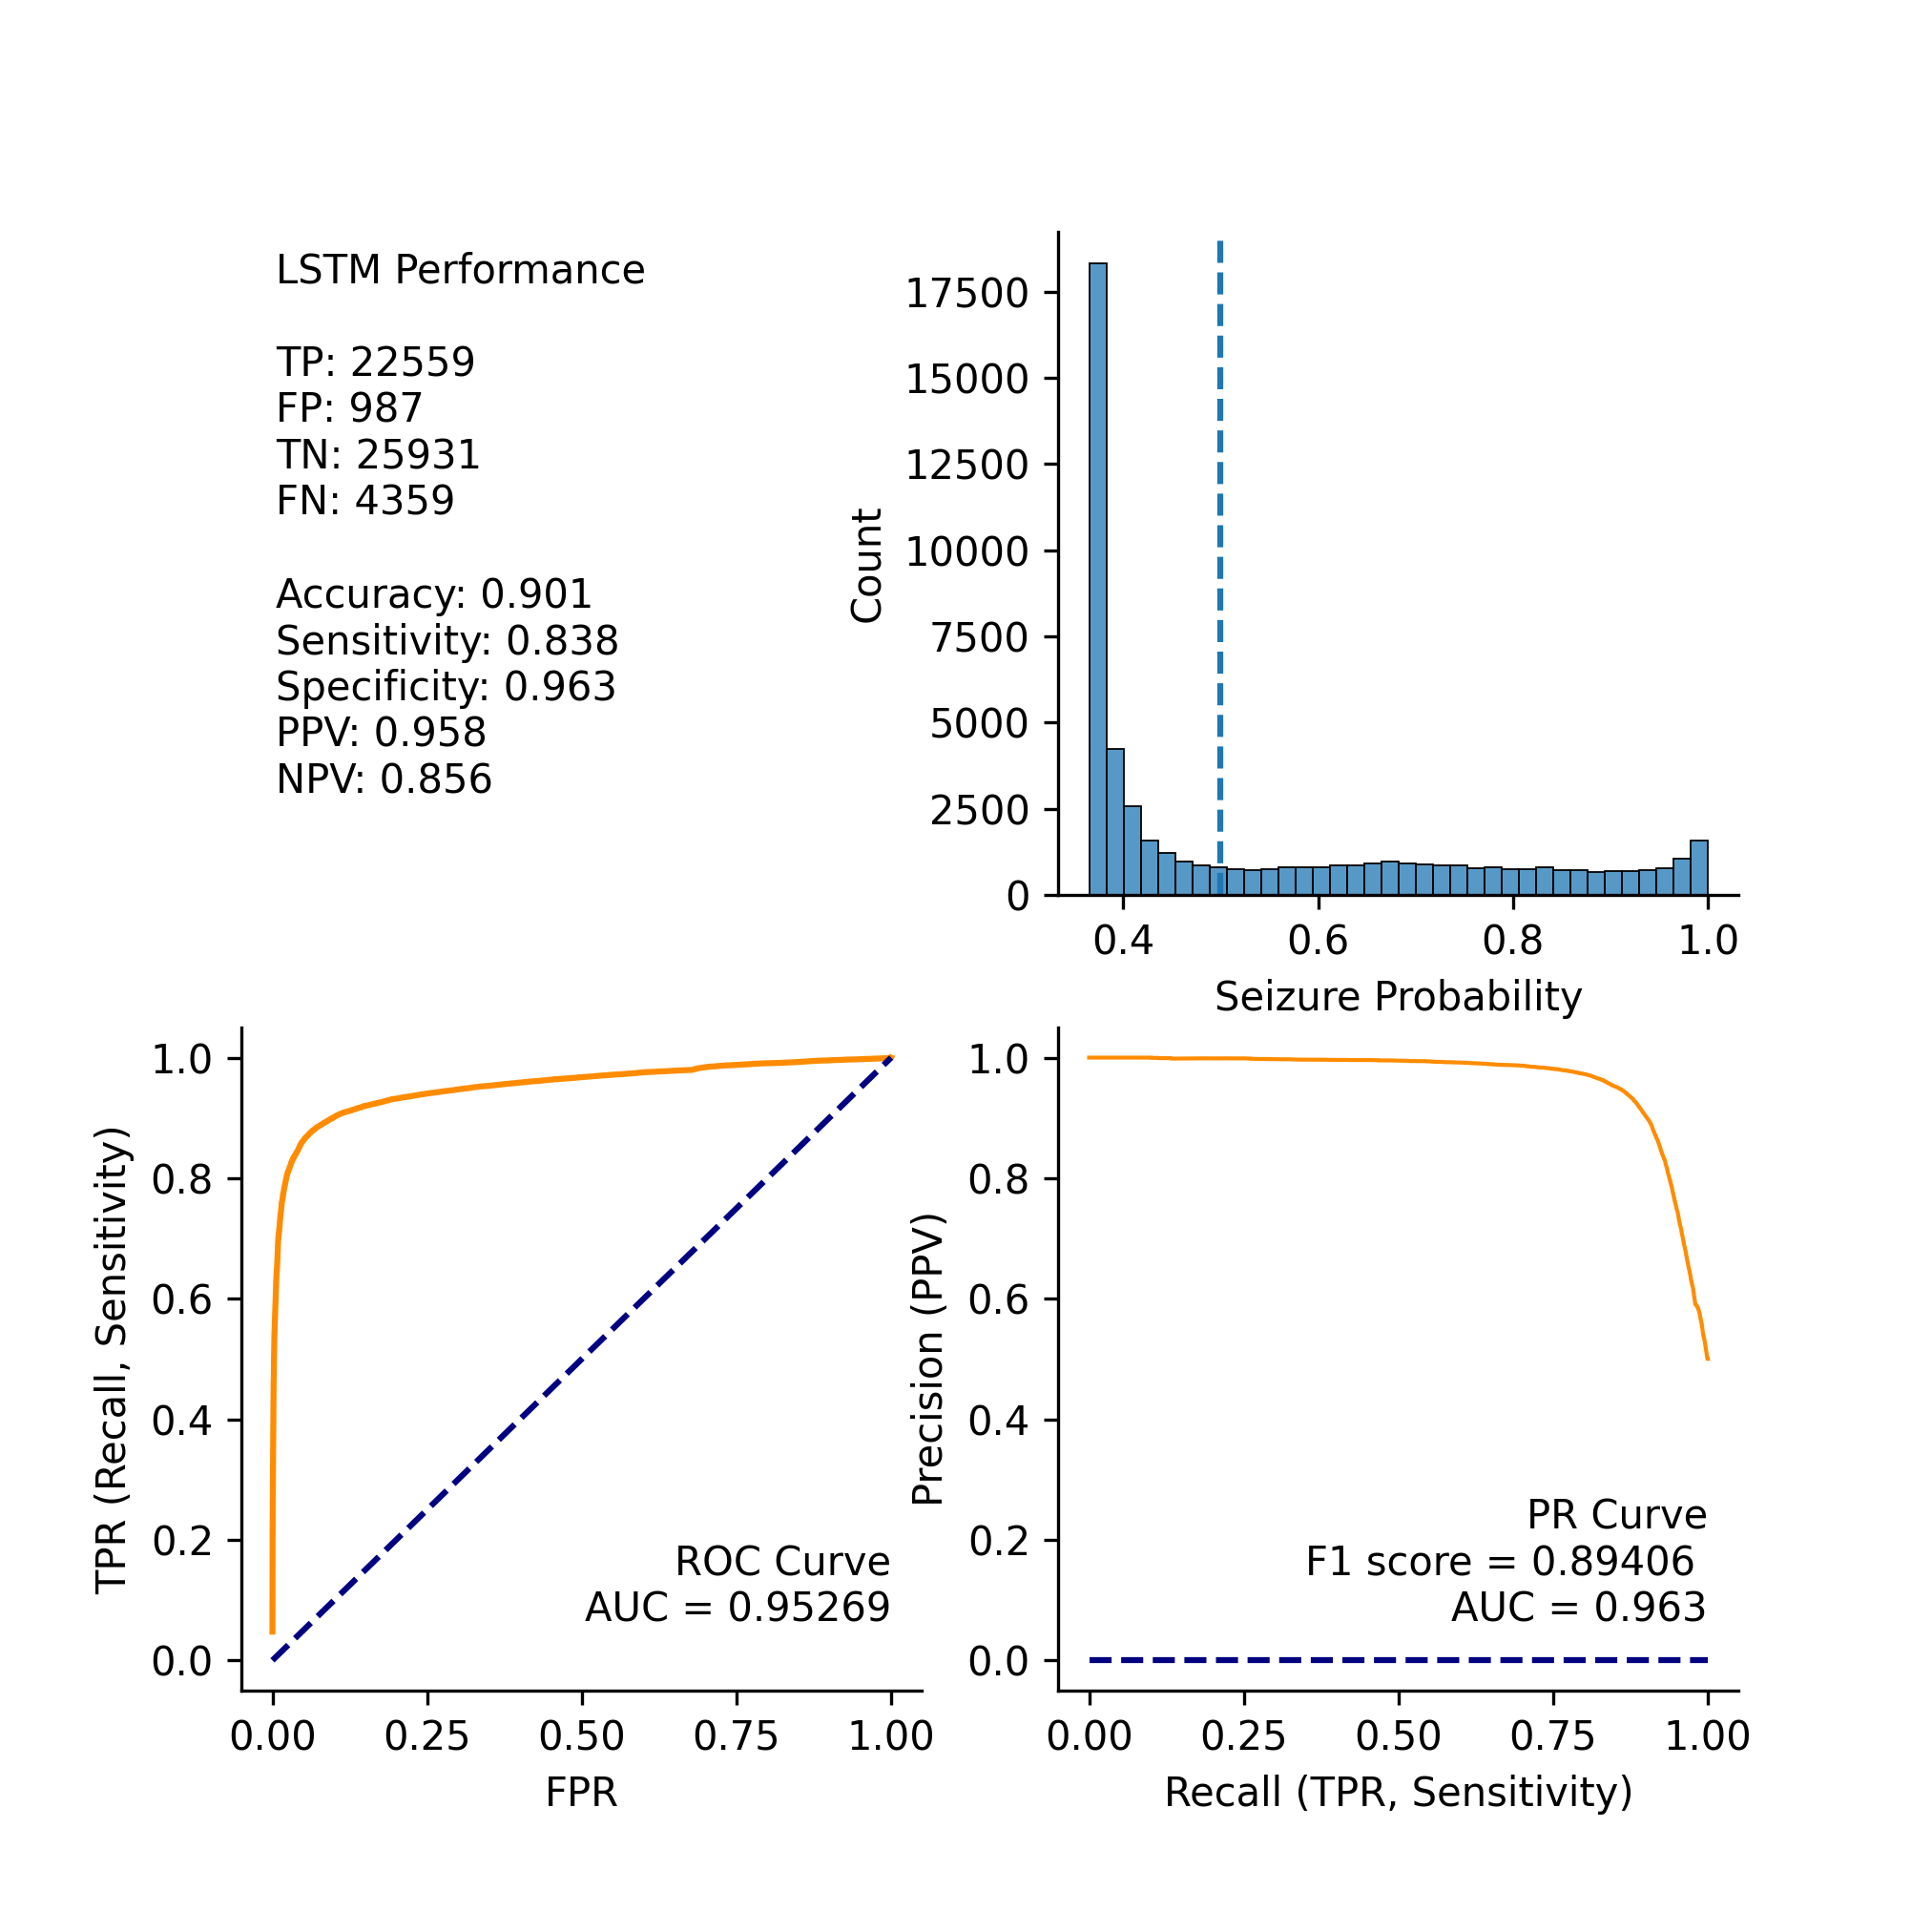 LSTM Performance
TP: 22559
FP: 987
TN: 25931
FN: 4359
Accuracy: 0.901
Sensitivity: 0.838
Specificity: 0.963
PPV: 0.958
NPV: 0.856
Count
17500
15000
12500
10000
7500
5000
2500
0
0.4 0.6 0.8 1.0
Seizure Probability
TPR (Recall, Sensitivity)
1.0
0.8
0.6
0.4
0.2
0.0
ROC Curve
AUC = 0.95269
0.00 0.25 0.50 0.75 1.00
FPR
Precision (PPV)
1.0
0.8
0.6
0.4
0.2
0.0
PR Curve
F1 score = 0.89406
AUC = 0.963
0.00 0.25 0.50 0.75 1.00
Recall (TPR, Sensitivity)